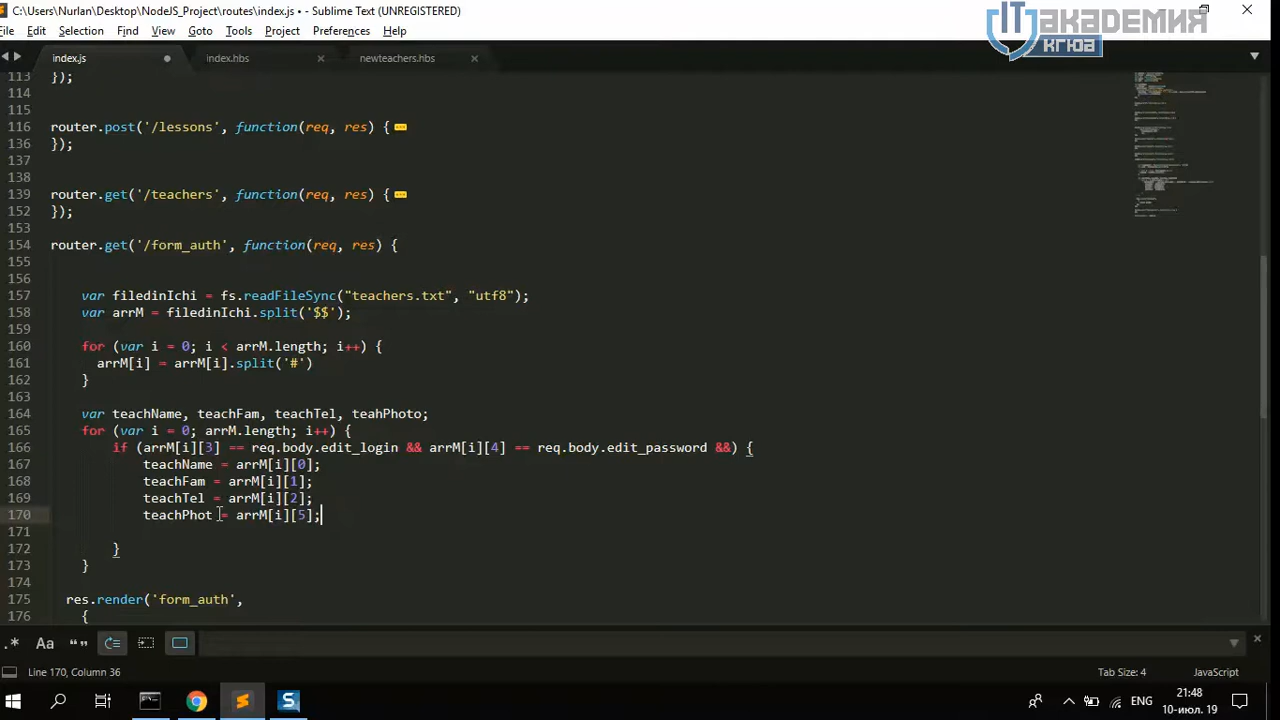 C:\Users\Nurlan\Desktop\NodeJS_Project\routes\index.js • - Sublime Text (UNREGISTERED)
ITакадемия
КГЮА
File Edit Selection Find View Goto Tools Project Preferences Help
index.js index.hbs newteachers.hbs
113 });
114
115
116 router.post('/lessons', function(req, res) {
136 });
137
138
139 router.get('/teachers', function(req, res) {
152 });
153
154 router.get('/form_auth', function(req, res) {
155
156
157 var filedinIchi = fs.readFileSync("teachers.txt", "utf8");
158 var arrM = filedinIchi.split('$$');
159
160 for (var i = 0; i < arrM.length; i++) {
161 arrM[i] = arrM[i].split('#')
162 }
163
164 var teachName, teachFam, teachTel, teahPhoto;
165 for (var i = 0; arrM.length; i++) {
166 if (arrM[i][3] == req.body.edit_login && arrM[i][4] == req.body.edit_password &&) {
167 teachName = arrM[i][0];
168 teachFam = arrM[i][1];
169 teachTel = arrM[i][2];
170 teachPhot = arrM[i][5];
171
172 }
173 }
174
175 res.render('form_auth',
176 {
.* Aa “”
Line 170, Column 36 Tab Size: 4 JavaScript
ENG 21:48
10-июл. 19